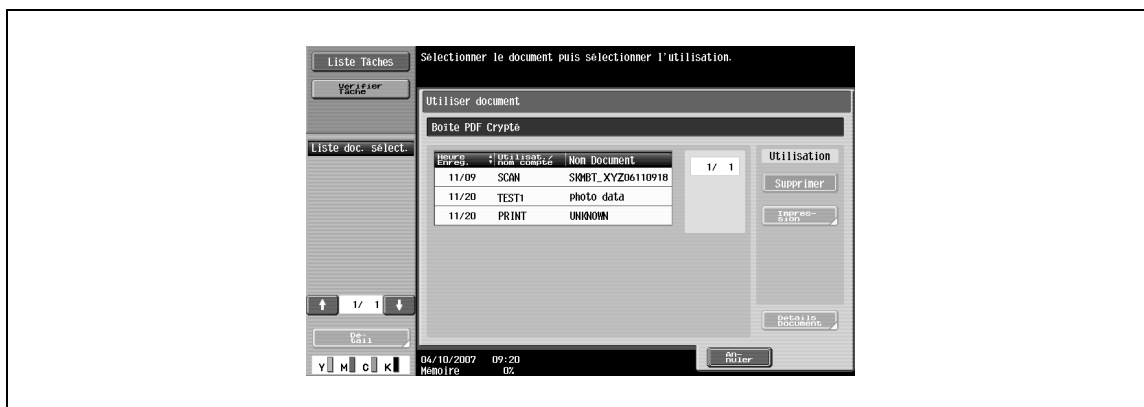 Liste Tâches
Vérifier
Tâche
Sélectionner le document puis sélectionner l'utilisation.
Utiliser document
Boîte PDF Crypté
Liste doc. sélect.
Heure Enreg. Utilisat./ nom compte Nom Document
11/09 SCAN SKMBT_XYZ06110918
11/20 TEST1 photo data
11/20 PRINT UNKNOWN
1/ 1
Utilisation
Supprimer
Impres-
sion
Détails
Document
1/ 1
Dé-
tail
An-
nuler
Y M C K
04/10/2007 09:20
Mémoire 0%